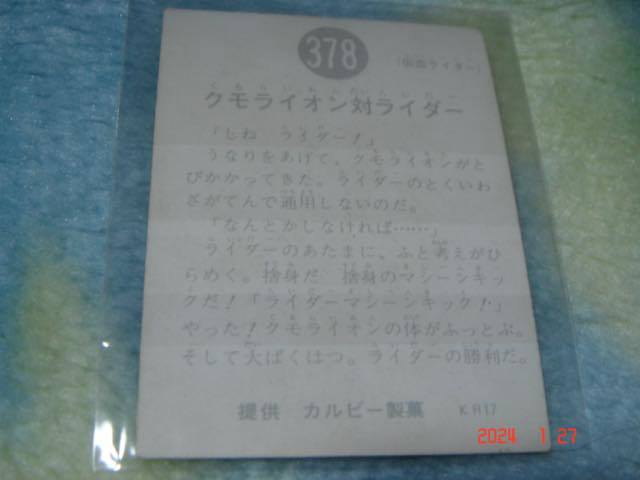 378
(仮面ライダー)
クモライオン対ライダー
「しね　ライダー！」
うなりをあげて、クモライオンがと
びかかってきた。ライダーのとくいわ
ざがてんで通用しないのだ。
「なんとかしなければ……」
ライダーのあたまに、ふと考えがひ
らめく。捨身だ　捨身のマシーンキッ
クだ！「ライダーマシーンキック！」
やった！クモライオンの体がふっとぶ。
そして大ばくはつ。ライダーの勝利だ。
提供　カルビー製菓　KR17
2024 1 27